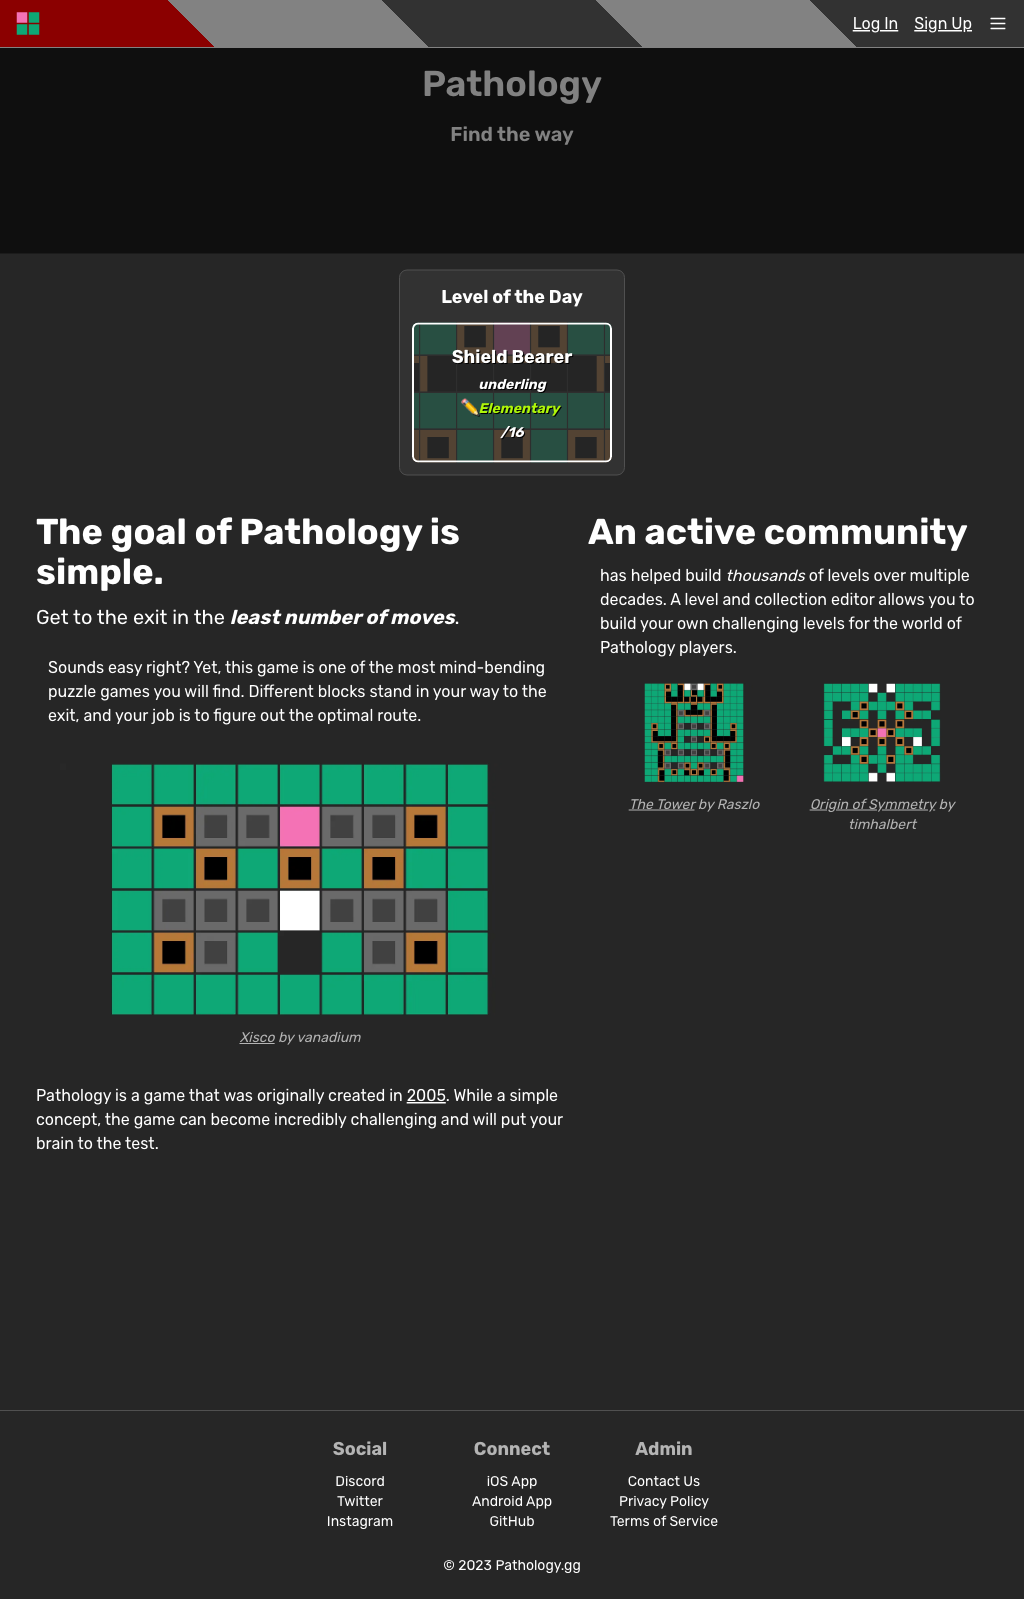 Log In Sign Up
Pathology
Find the way
Level of the Day
Shield Bearer
underling
✏️Elementary
/16
The goal of Pathology is
simple.
Get to the exit in the least number of moves.
Sounds easy right? Yet, this game is one of the most mind-bending
puzzle games you will find. Different blocks stand in your way to the
exit, and your job is to figure out the optimal route.
Xisco by vanadium
Pathology is a game that was originally created in 2005. While a simple
concept, the game can become incredibly challenging and will put your
brain to the test.
An active community
has helped build thousands of levels over multiple
decades. A level and collection editor allows you to
build your own challenging levels for the world of
Pathology players.
The Tower by Raszlo
Origin of Symmetry by
timhalbert
Social
Discord
Twitter
Instagram
Connect
iOS App
Android App
GitHub
Admin
Contact Us
Privacy Policy
Terms of Service
© 2023 Pathology.gg